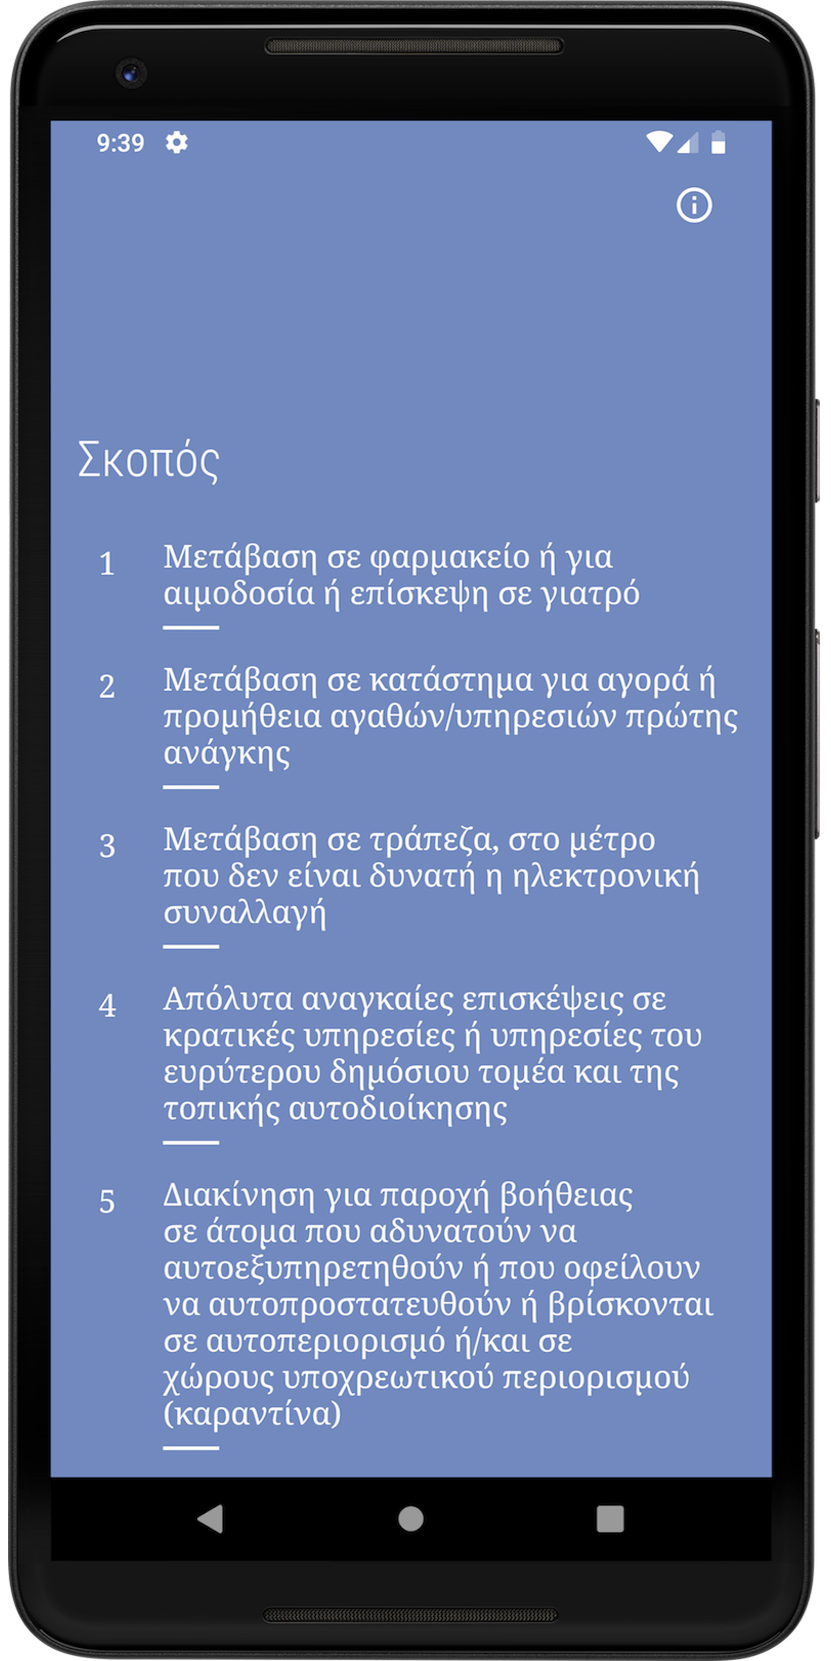 9:39
Σκοπός
1 Μετάβαση σε φαρμακείο ή για
αιμοδοσία ή επίσκεψη σε γιατρό
2 Μετάβαση σε κατάστημα για αγορά ή
προμήθεια αγαθών/υπηρεσιών πρώτης
ανάγκης
3 Μετάβαση σε τράπεζα, στο μέτρο
που δεν είναι δυνατή η ηλεκτρονική
συναλλαγή
4 Απόλυτα αναγκαίες επισκέψεις σε
κρατικές υπηρεσίες ή υπηρεσίες του
ευρύτερου δημόσιου τομέα και της
τοπικής αυτοδιοίκησης
5 Διακίνηση για παροχή βοήθειας
σε άτομα που αδυνατούν να
αυτοεξυπηρετηθούν ή που οφείλουν
να αυτοπροστατευθούν ή βρίσκονται
σε αυτοπεριορισμό ή/και σε
χώρους υποχρεωτικού περιορισμού
(καραντίνα)